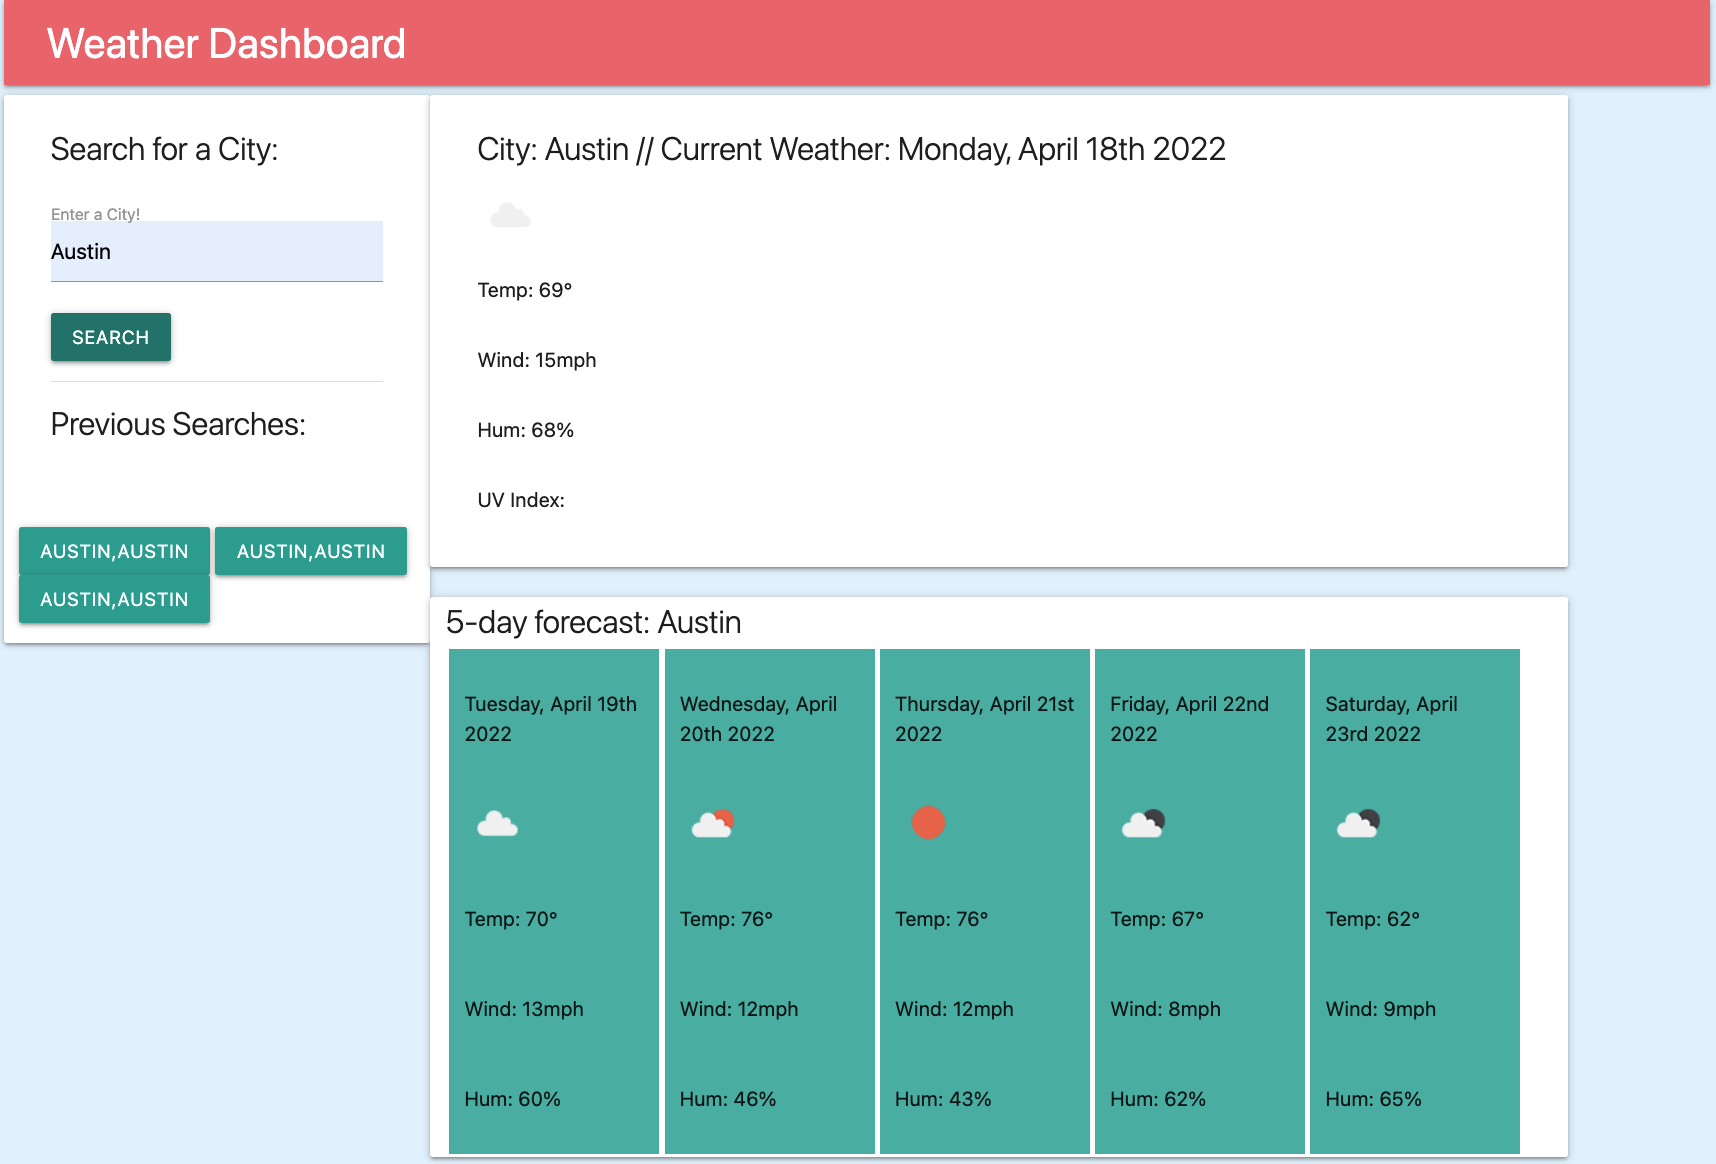 Weather Dashboard
Search for a City:
Enter a City!
Austin
SEARCH
Previous Searches:
AUSTIN,AUSTIN
AUSTIN,AUSTIN
AUSTIN,AUSTIN
City: Austin // Current Weather: Monday, April 18th 2022
Temp: 69°
Wind: 15mph
Hum: 68%
UV Index:
5-day forecast: Austin
Tuesday, April 19th
2022
Temp: 70°
Wind: 13mph
Hum: 60%
Wednesday, April
20th 2022
Temp: 76°
Wind: 12mph
Hum: 46%
Thursday, April 21st
2022
Temp: 76°
Wind: 12mph
Hum: 43%
Friday, April 22nd
2022
Temp: 67°
Wind: 8mph
Hum: 62%
Saturday, April
23rd 2022
Temp: 62°
Wind: 9mph
Hum: 65%